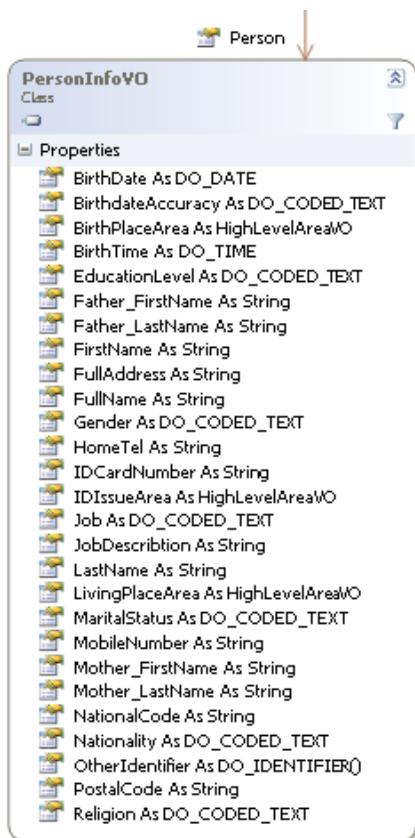 Person
PersonInfoVO
Class
Properties
BirthDate As DO_DATE
BirthdateAccuracy As DO_CODED_TEXT
BirthPlaceArea As HighLevelAreaVO
BirthTime As DO_TIME
EducationLevel As DO_CODED_TEXT
Father_FirstName As String
Father_LastName As String
FirstName As String
FullAddress As String
FullName As String
Gender As DO_CODED_TEXT
HomeTel As String
IDCardNumber As String
IDIssueArea As HighLevelAreaVO
Job As DO_CODED_TEXT
JobDescribtion As String
LastName As String
LivingPlaceArea As HighLevelAreaVO
MaritalStatus As DO_CODED_TEXT
MobileNumber As String
Mother_FirstName As String
Mother_LastName As String
NationalCode As String
Nationality As DO_CODED_TEXT
OtherIdentifier As DO_IDENTIFIER()
PostalCode As String
Religion As DO_CODED_TEXT